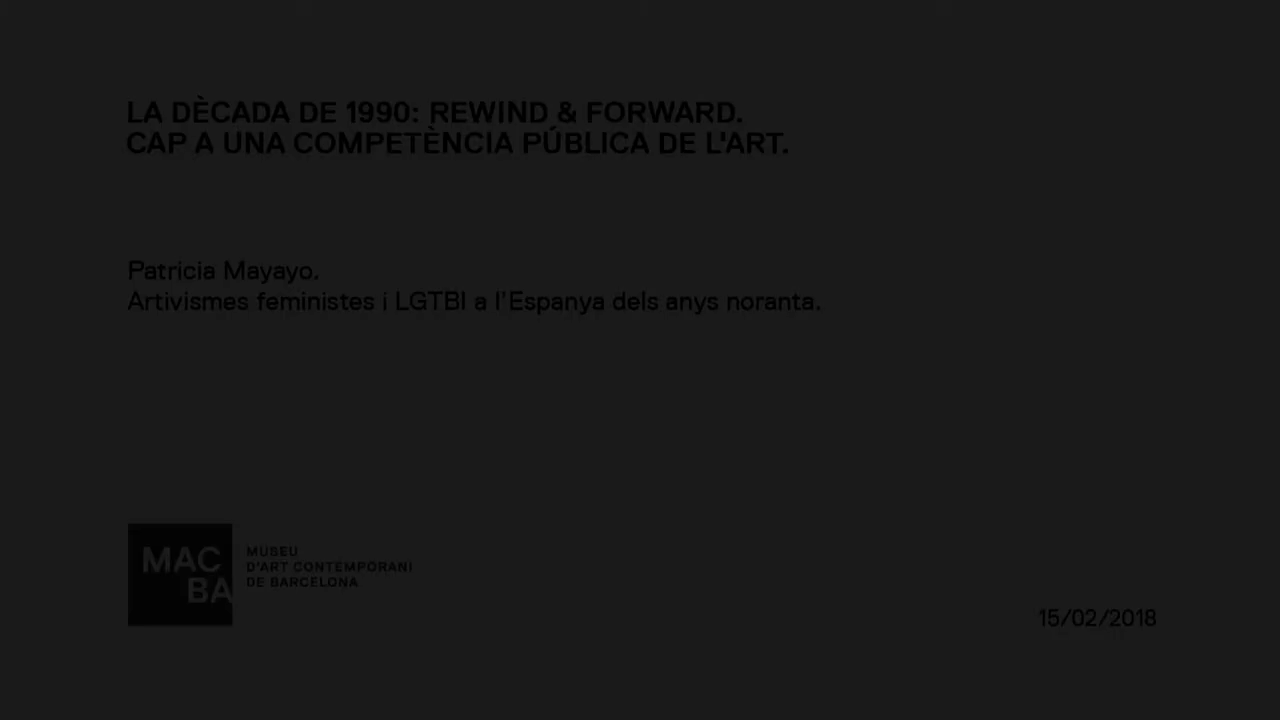 LA DÈCADA DE 1990: REWIND & FORWARD.
CAP A UNA COMPETÈNCIA PÚBLICA DE L'ART.
Patricia Mayayo.
Artivismes feministes i LGTBI a l'Espanya dels anys noranta.
MAC
BA
MUSEU
D'ART CONTEMPORANI
DE BARCELONA
15/02/2018